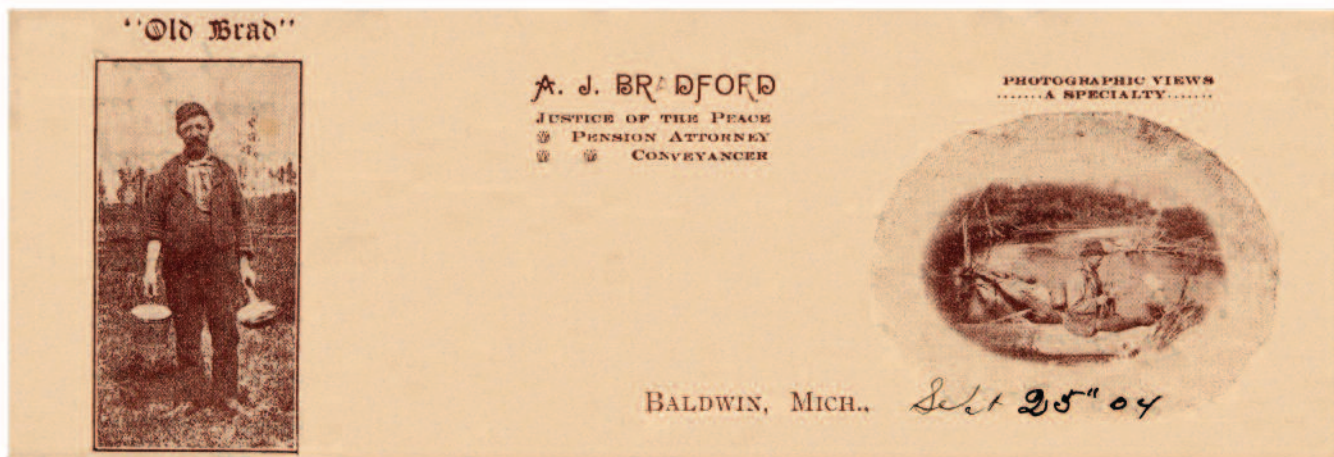 "Old Brad"
A. J. BRADFORD
JUSTICE OF THE PEACE
PENSION ATTORNEY
CONVEYANCER
PHOTOGRAPHIC VIEWS
.......A SPECIALTY.......
BALDWIN, MICH., Sept 25" 04